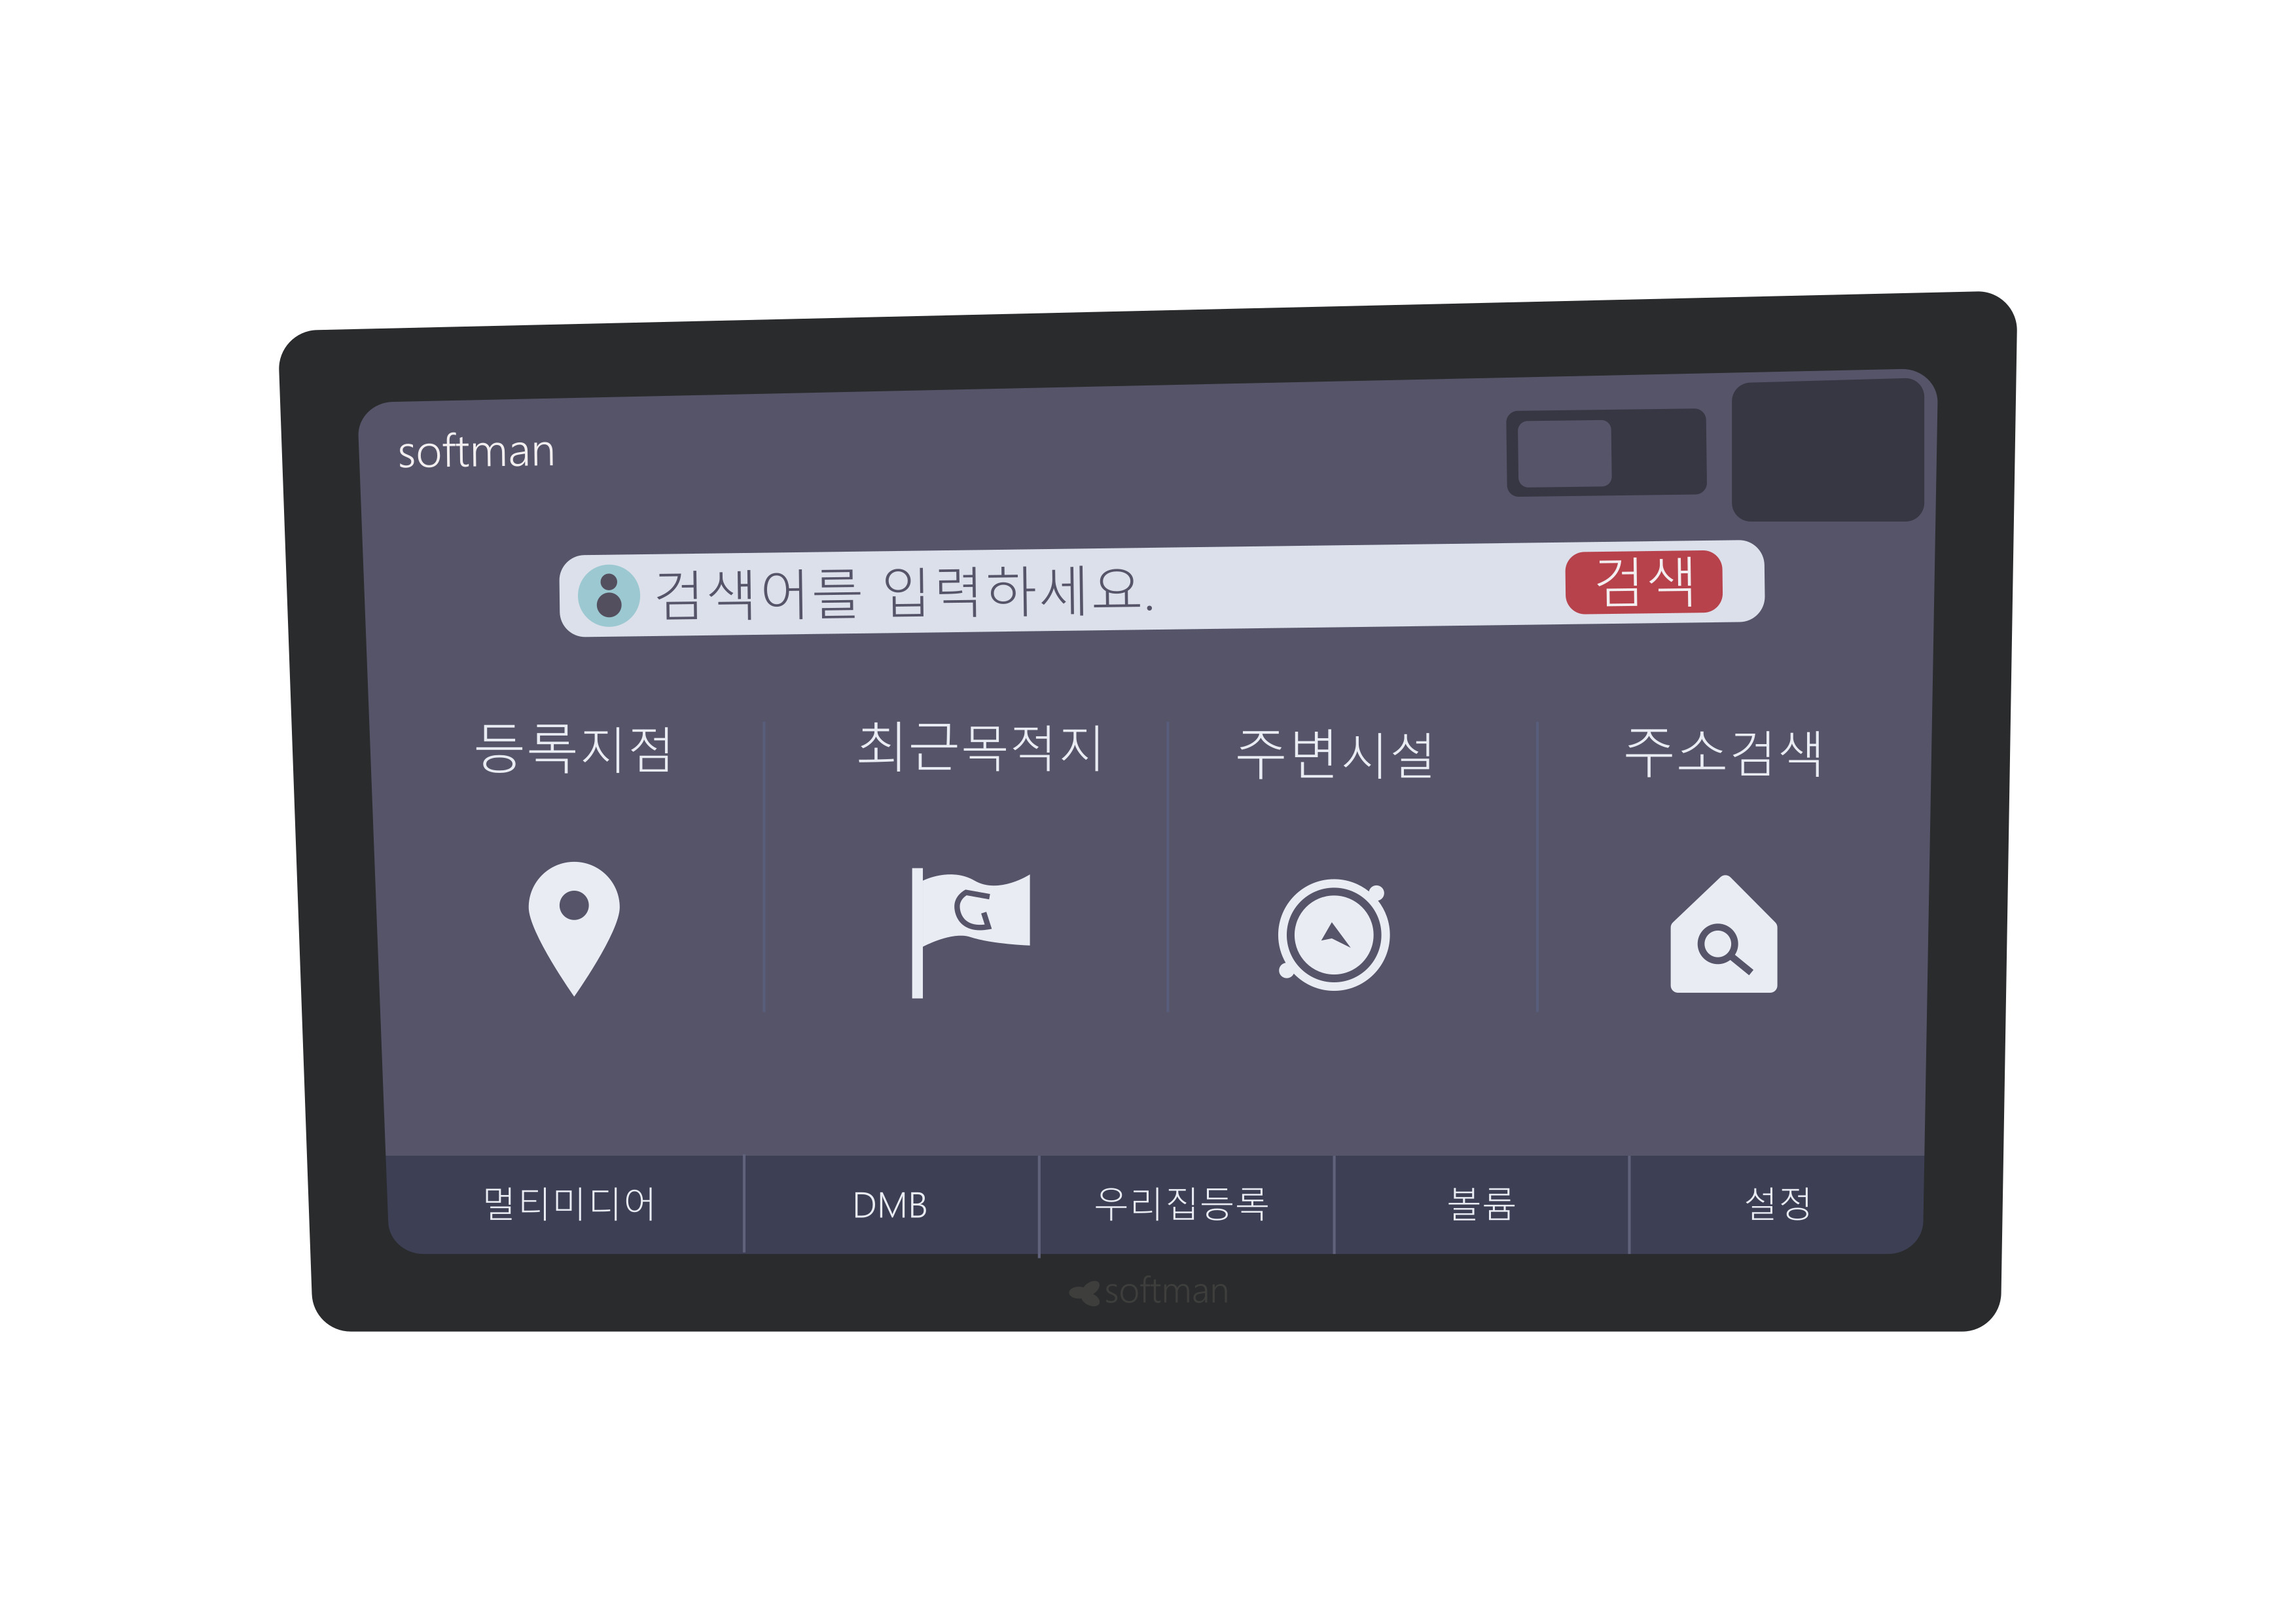 softman
검색어를 입력하세요.
검색
등록지점
최근목적지
주변시설
주소검색
멀티미디어
DMB
우리집등록
볼륨
설정
softman